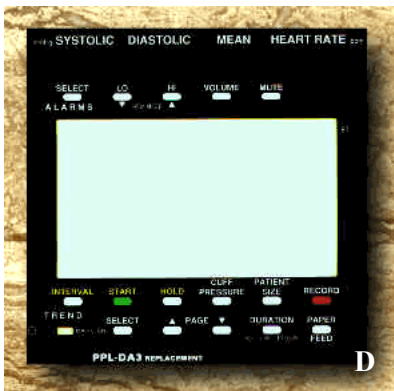 SYSTOLIC DIASTOLIC MEAN HEART RATE
SELECT LO HI VOLUME MUTE
ALARMS
INTERVAL START HOLD CUFF PRESSURE PATIENT SIZE RECORD
TREND SELECT PAGE DURATION PAPER FEED
PPL-DA3 REPLACEMENT
D